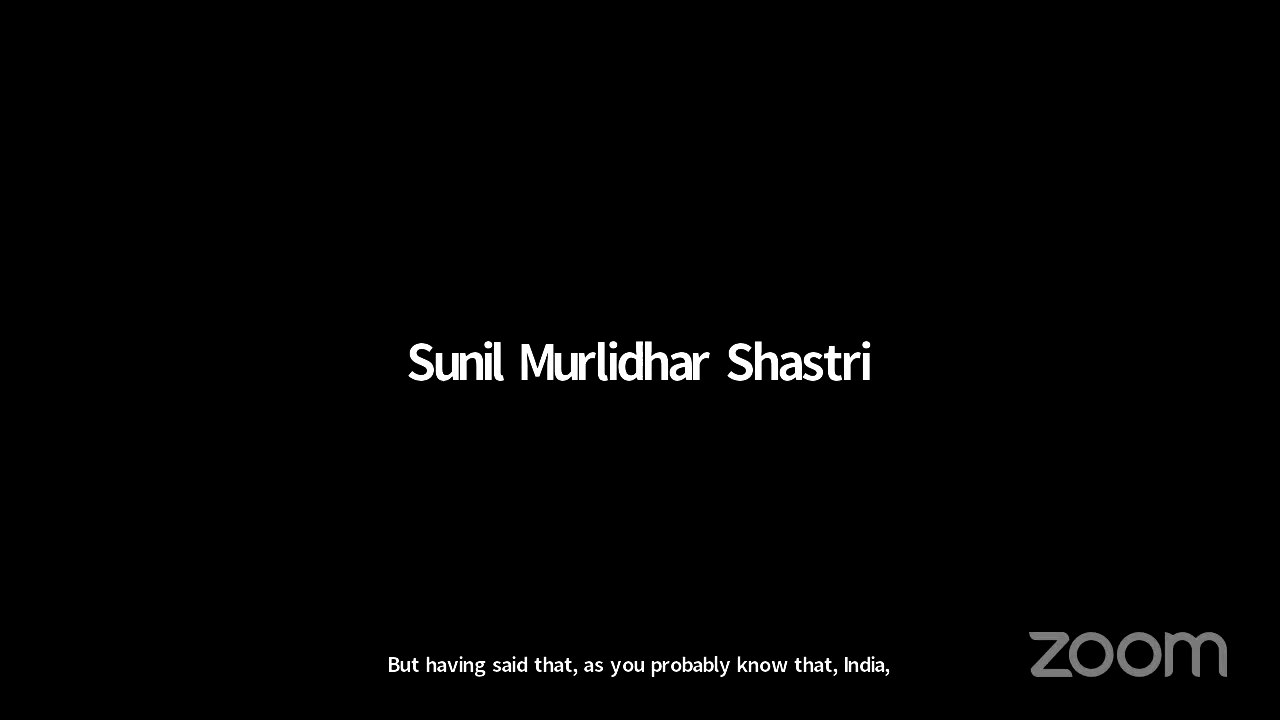 Sunil Murlidhar Shastri
But having said that, as you probably know that, India,
zoom